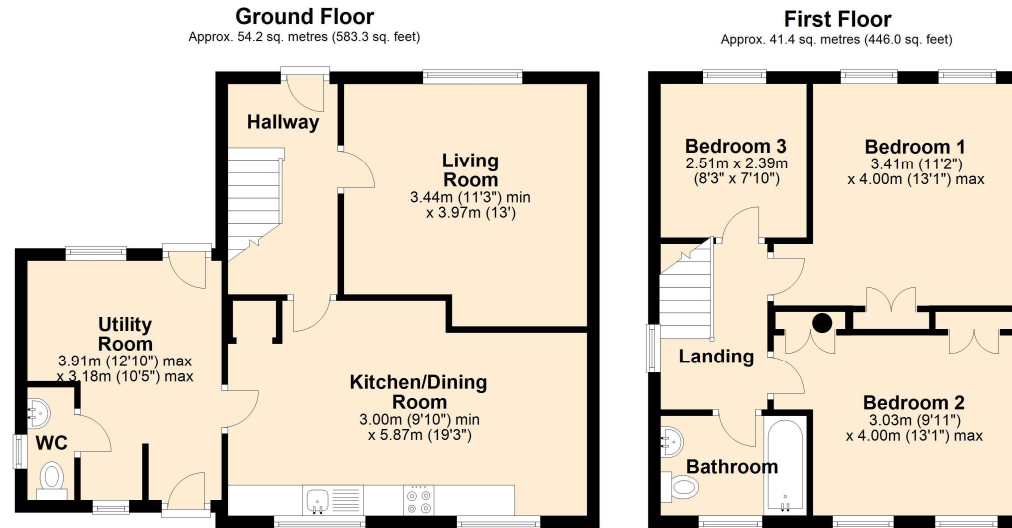 Ground Floor
Approx. 54.2 sq. metres (583.3 sq. feet)
Hallway
Living
Room
3.44m (11'3") min
x 3.97m (13')
Utility
Room
3.91m (12'10") max
x 3.18m (10'5") max
WC
Kitchen/Dining
Room
3.00m (9'10") min
x 5.87m (19'3")
First Floor
Approx. 41.4 sq. metres (446.0 sq. feet)
Bedroom 3
2.51m x 2.39m
(8'3" x 7'10")
Bedroom 1
3.41m (11'2")
x 4.00m (13'1") max
Landing
Bedroom 2
3.03m (9'11")
x 4.00m (13'1") max
Bathroom